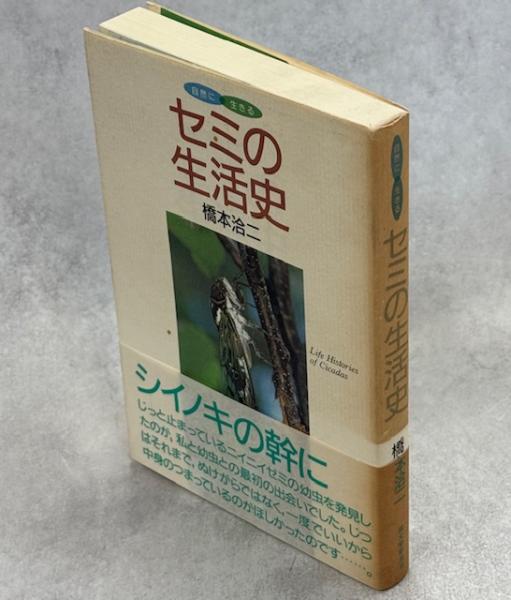 自然に 生きる
セミの
生活史
橋本洽二
Life Histories
of Cicadas
シイノキの幹に
じっと止まっているニイニイゼミの幼虫を発見し
たのが、私と幼虫との最初の出会いでした。じつ
はそれまで、ぬけがらではなく、一度でいいから
中身のつまっているのがほしかったのです……。
自然に 生きる
セミの生活史
橋本洽二